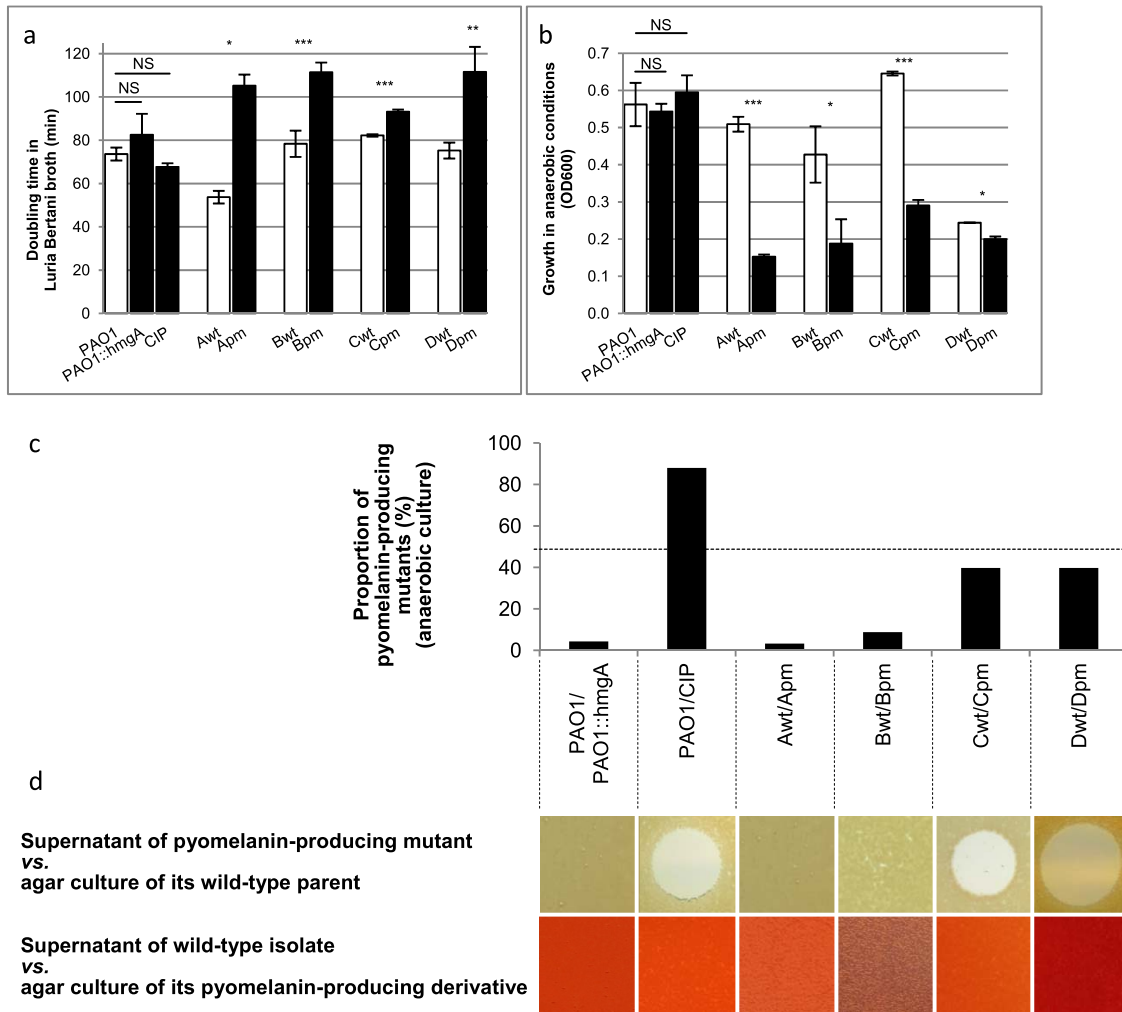 a
Doubling time in
Luria Bertani broth (min)
120
100
80
60
40
20
0
NS
NS
*
***
***
**
PAO1
PAO1::hmgA
CIP
Awt
Apm
Bwt
Bpm
Cwt
Cpm
Dwt
Dpm
b
Growth in anaerobic conditions
(OD600)
0.7
0.6
0.5
0.4
0.3
0.2
0.1
0.0
NS
NS
***
*
***
*
PAO1
PAO1::hmgA
CIP
Awt
Apm
Bwt
Bpm
Cwt
Cpm
Dwt
Dpm
c
Proportion of
pyomelanin-producing
mutants (%)
(anaerobic culture)
100
80
60
40
20
0
PAO1/
PAO1::hmgA
PAO1/CIP
Awt/Apm
Bwt/Bpm
Cwt/Cpm
Dwt/Dpm
d
Supernatant of pyomelanin-producing mutant
vs.
agar culture of its wild-type parent
Supernatant of wild-type isolate
vs.
agar culture of its pyomelanin-producing derivative